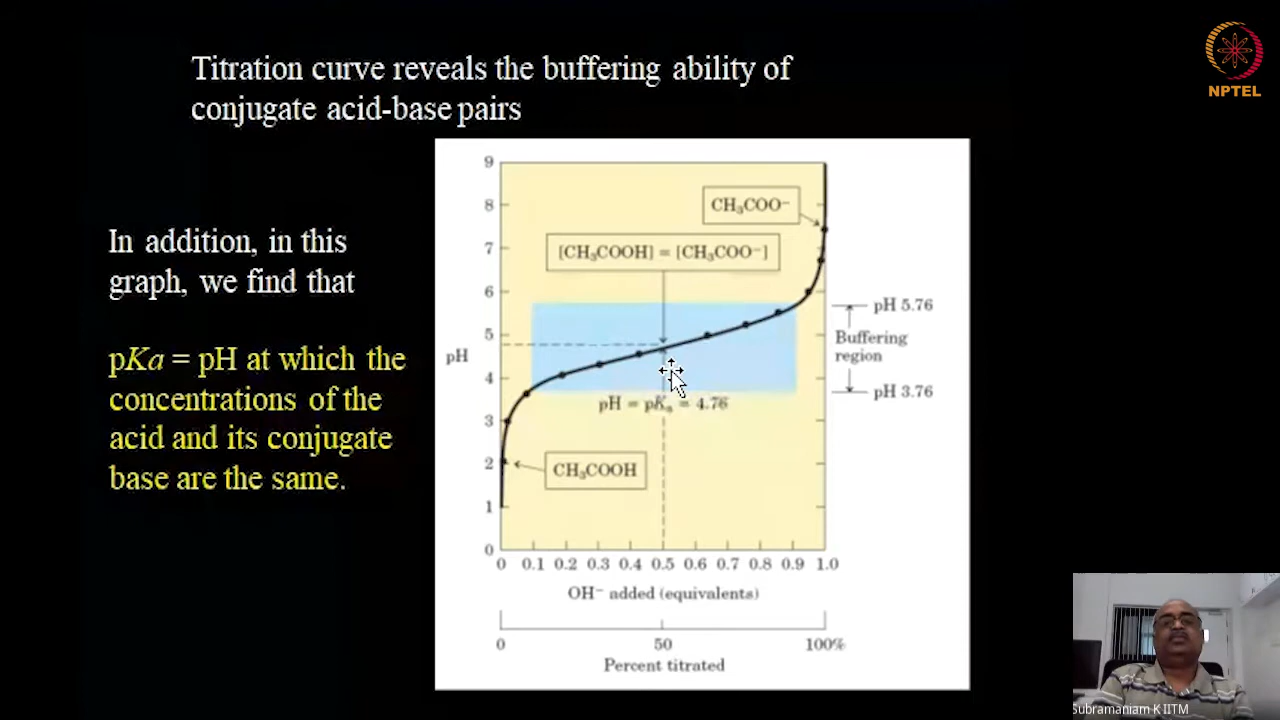 Titration curve reveals the buffering ability of
conjugate acid-base pairs
NPTEL
In addition, in this
graph, we find that
pKa = pH at which the
concentrations of the
acid and its conjugate
base are the same.
9
8
7
6
5
4
3
2
1
0
pH
CH₃COO⁻
[CH₃COOH] = [CH₃COO⁻]
pH = pKₐ = 4.76
CH₃COOH
pH 5.76
Buffering
region
pH 3.76
0 0.1 0.2 0.3 0.4 0.5 0.6 0.7 0.8 0.9 1.0
OH⁻ added (equivalents)
0 50 100%
Percent titrated
Subramaniam K IITM